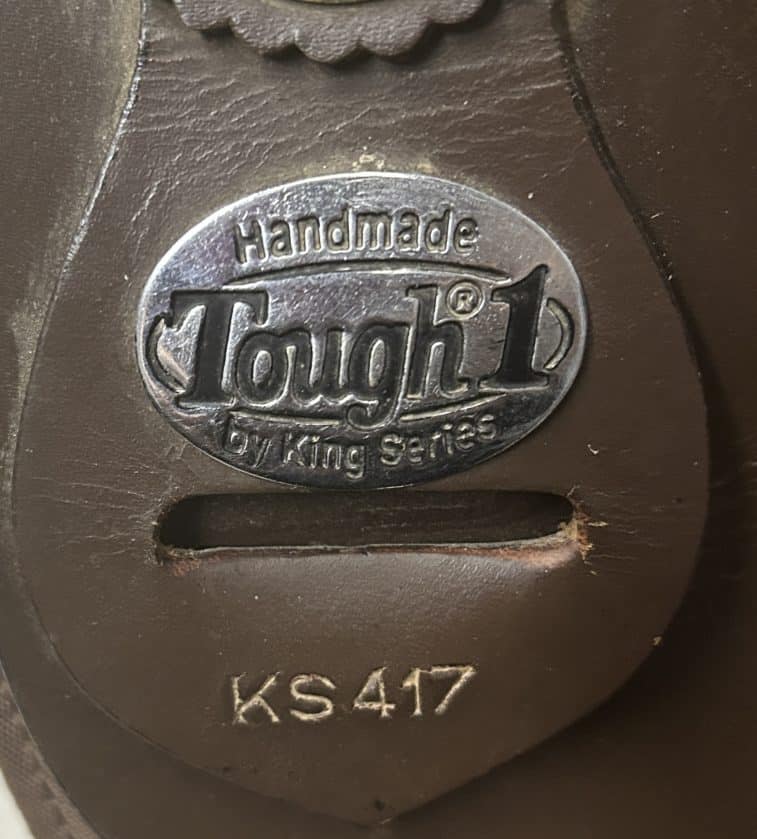 Handmade
Tough®1
by King Series
KS417